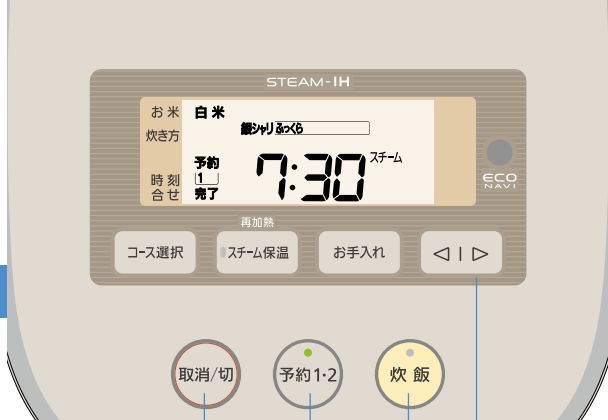 STEAM-IH
お米 白米
炊き方 銀シャリ ふっくら
予約 7:30 スチーム
時刻 1
合せ 完了
ECO
NAVI
再加熱
コース選択 スチーム保温 お手入れ ◁ | ▷
取消/切 予約1・2 炊飯